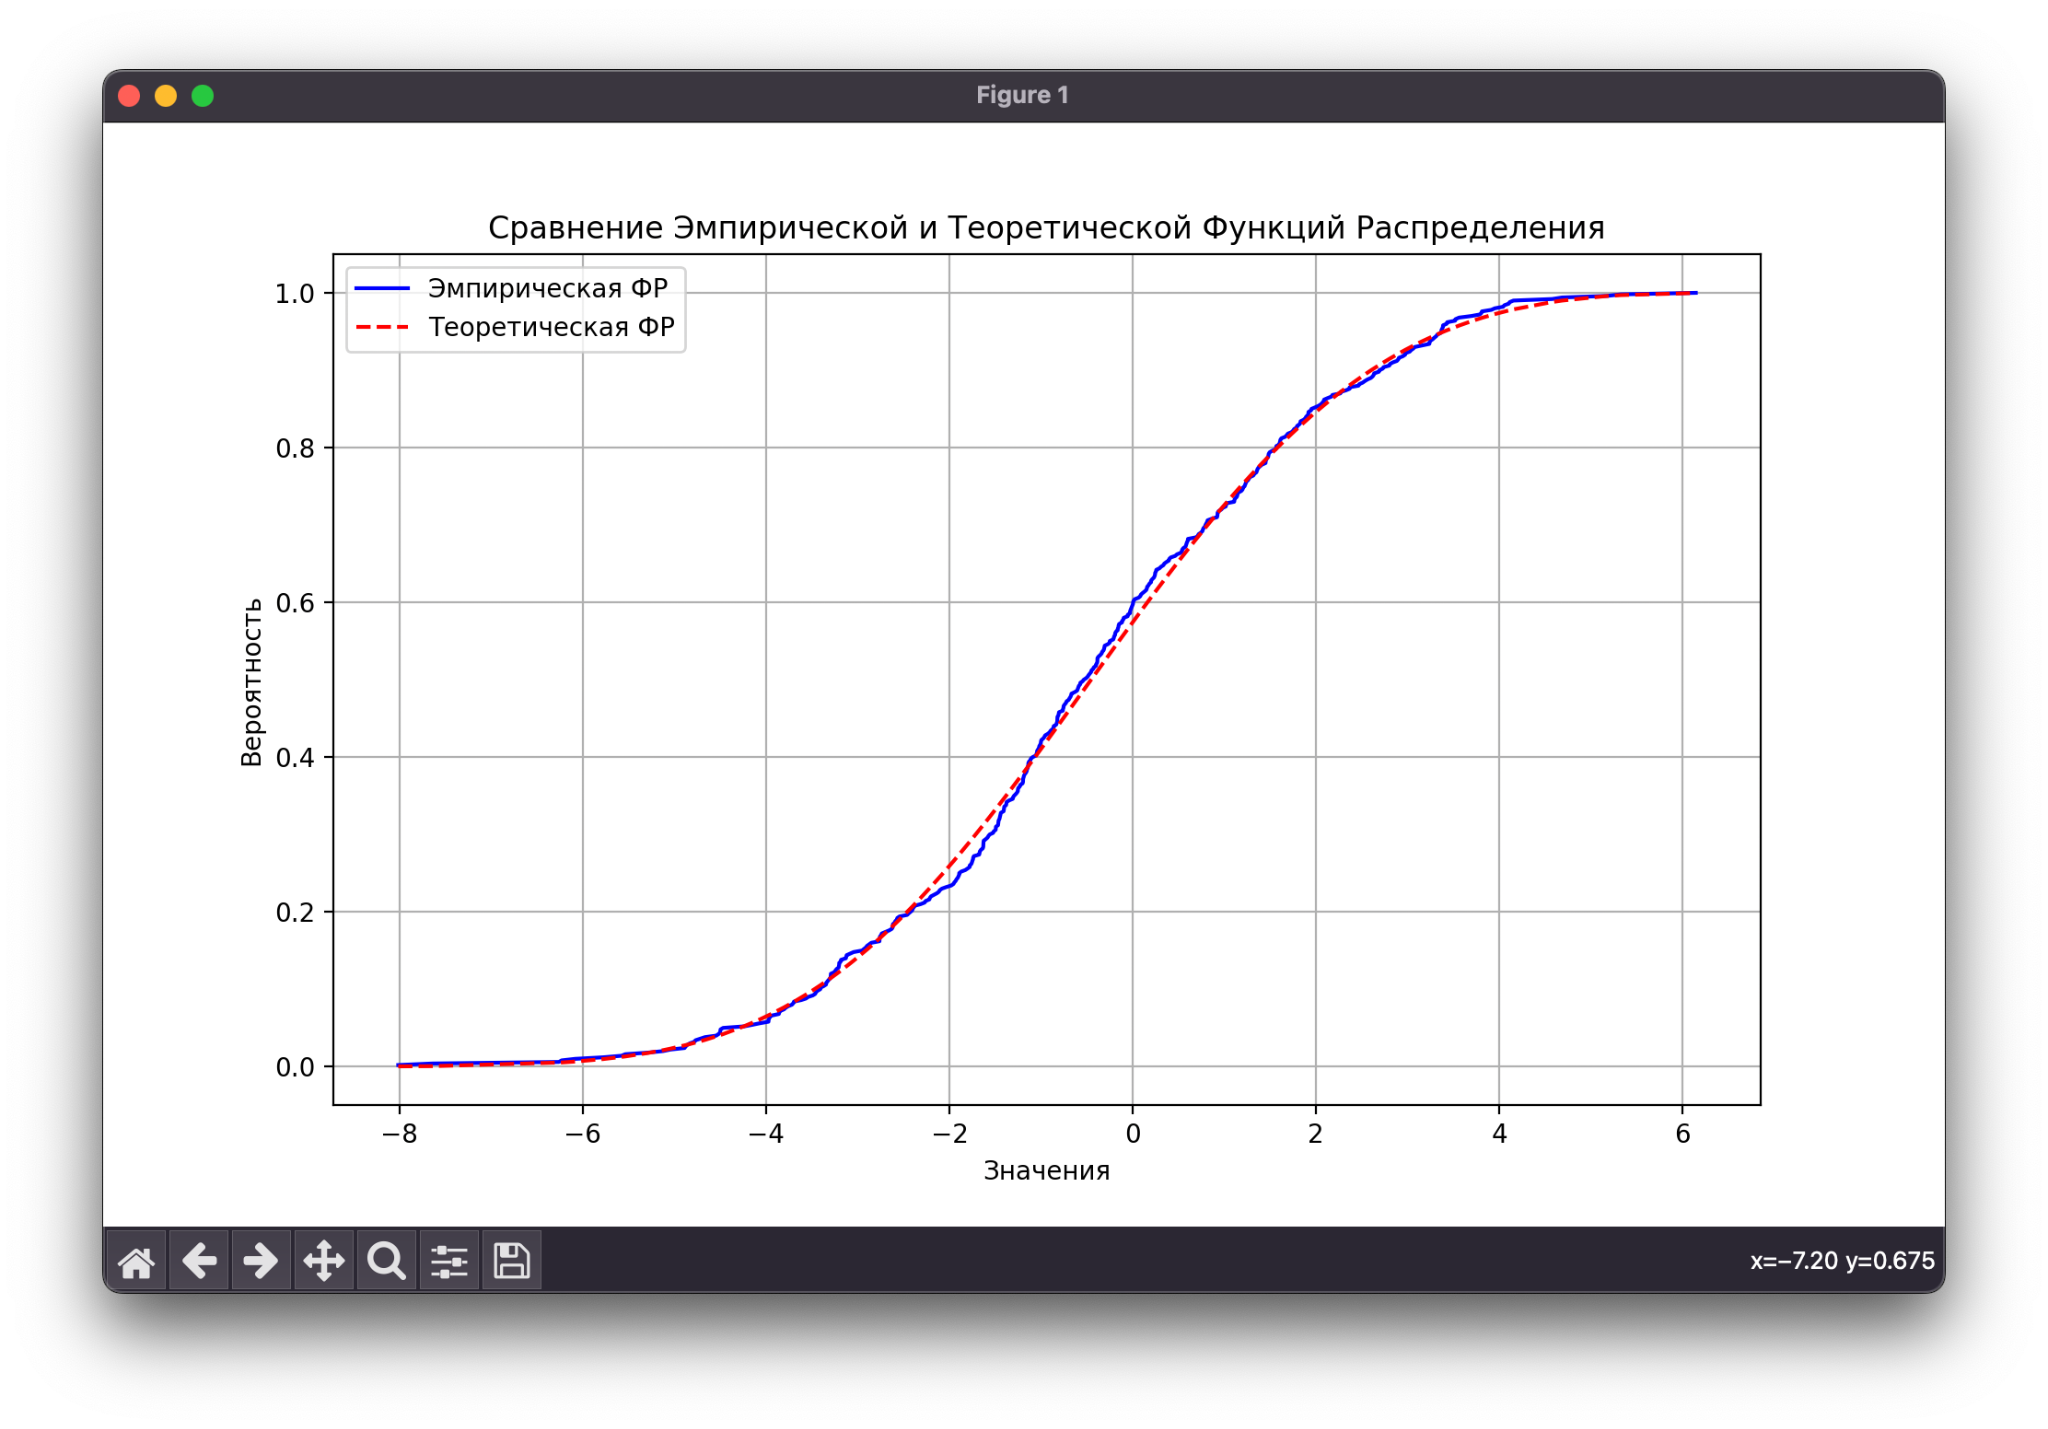 Figure 1
Сравнение Эмпирической и Теоретической Функций Распределения
Эмпирическая ФР
Теоретическая ФР
1.0
0.8
0.6
0.4
0.2
0.0
Вероятность
−8 −6 −4 −2 0 2 4 6
Значения
x=−7.20 y=0.675